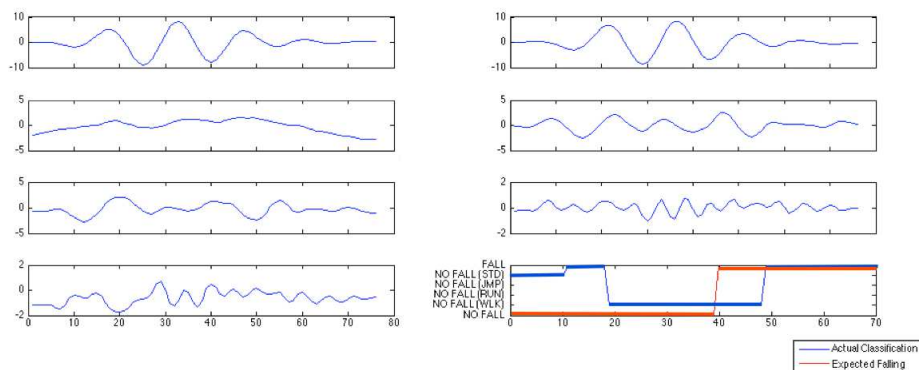 10
0
-10
5
0
-5
5
0
-5
2
0
-2
0 10 20 30 40 50 60 70 80
10
0
-10
5
0
-5
2
0
-2
FALL
NO FALL (STD)
NO FALL (JMP)
NO FALL (RUN)
NO FALL (WLK)
NO FALL
0 10 20 30 40 50 60 70
Actual Classification
Expected Falling